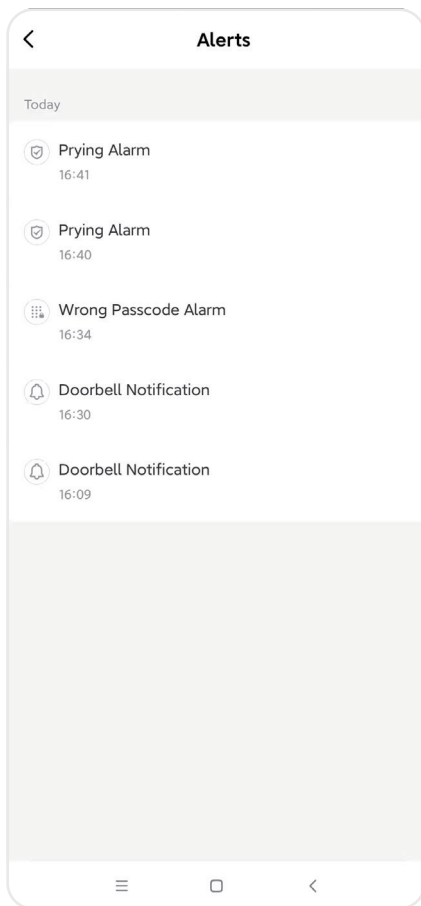 Alerts
Today
Prying Alarm
16:41
Prying Alarm
16:40
Wrong Passcode Alarm
16:34
Doorbell Notification
16:30
Doorbell Notification
16:09